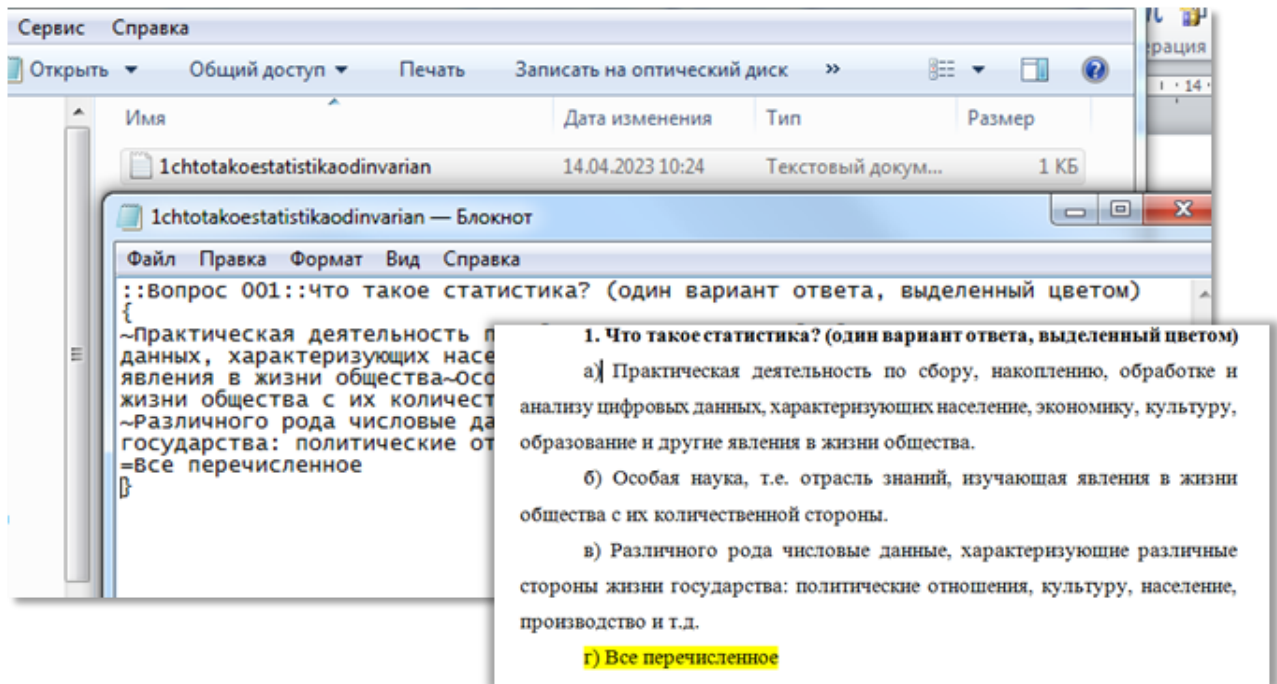 Сервис Справка
Открыть Общий доступ Печать Записать на оптический диск »
рация
14
Имя Дата изменения Тип Размер
1chtotakoestatistikaodinvarian 14.04.2023 10:24 Текстовый докум... 1 КБ
1chtotakoestatistikaodinvarian — Блокнот
Файл Правка Формат Вид Справка
::Вопрос 001::Что такое статистика? (один вариант ответа, выделенный цветом)
{
~Практическая деятельность
данных, характеризующих
явления в жизни общества~
жизни общества с их
~Различного рода числовые
государства: политические
=Все перечисленное
}
1. Что такое статистика? (один вариант ответа, выделенный цветом)
а) Практическая деятельность по сбору, накоплению, обработке и
анализу цифровых данных, характеризующих население, экономику, культуру,
образование и другие явления в жизни общества.
б) Особая наука, т.е. отрасль знаний, изучающая явления в жизни
общества с их количественной стороны.
в) Различного рода числовые данные, характеризующие различные
стороны жизни государства: политические отношения, культуру, население,
производство и т.д.
г) Все перечисленное